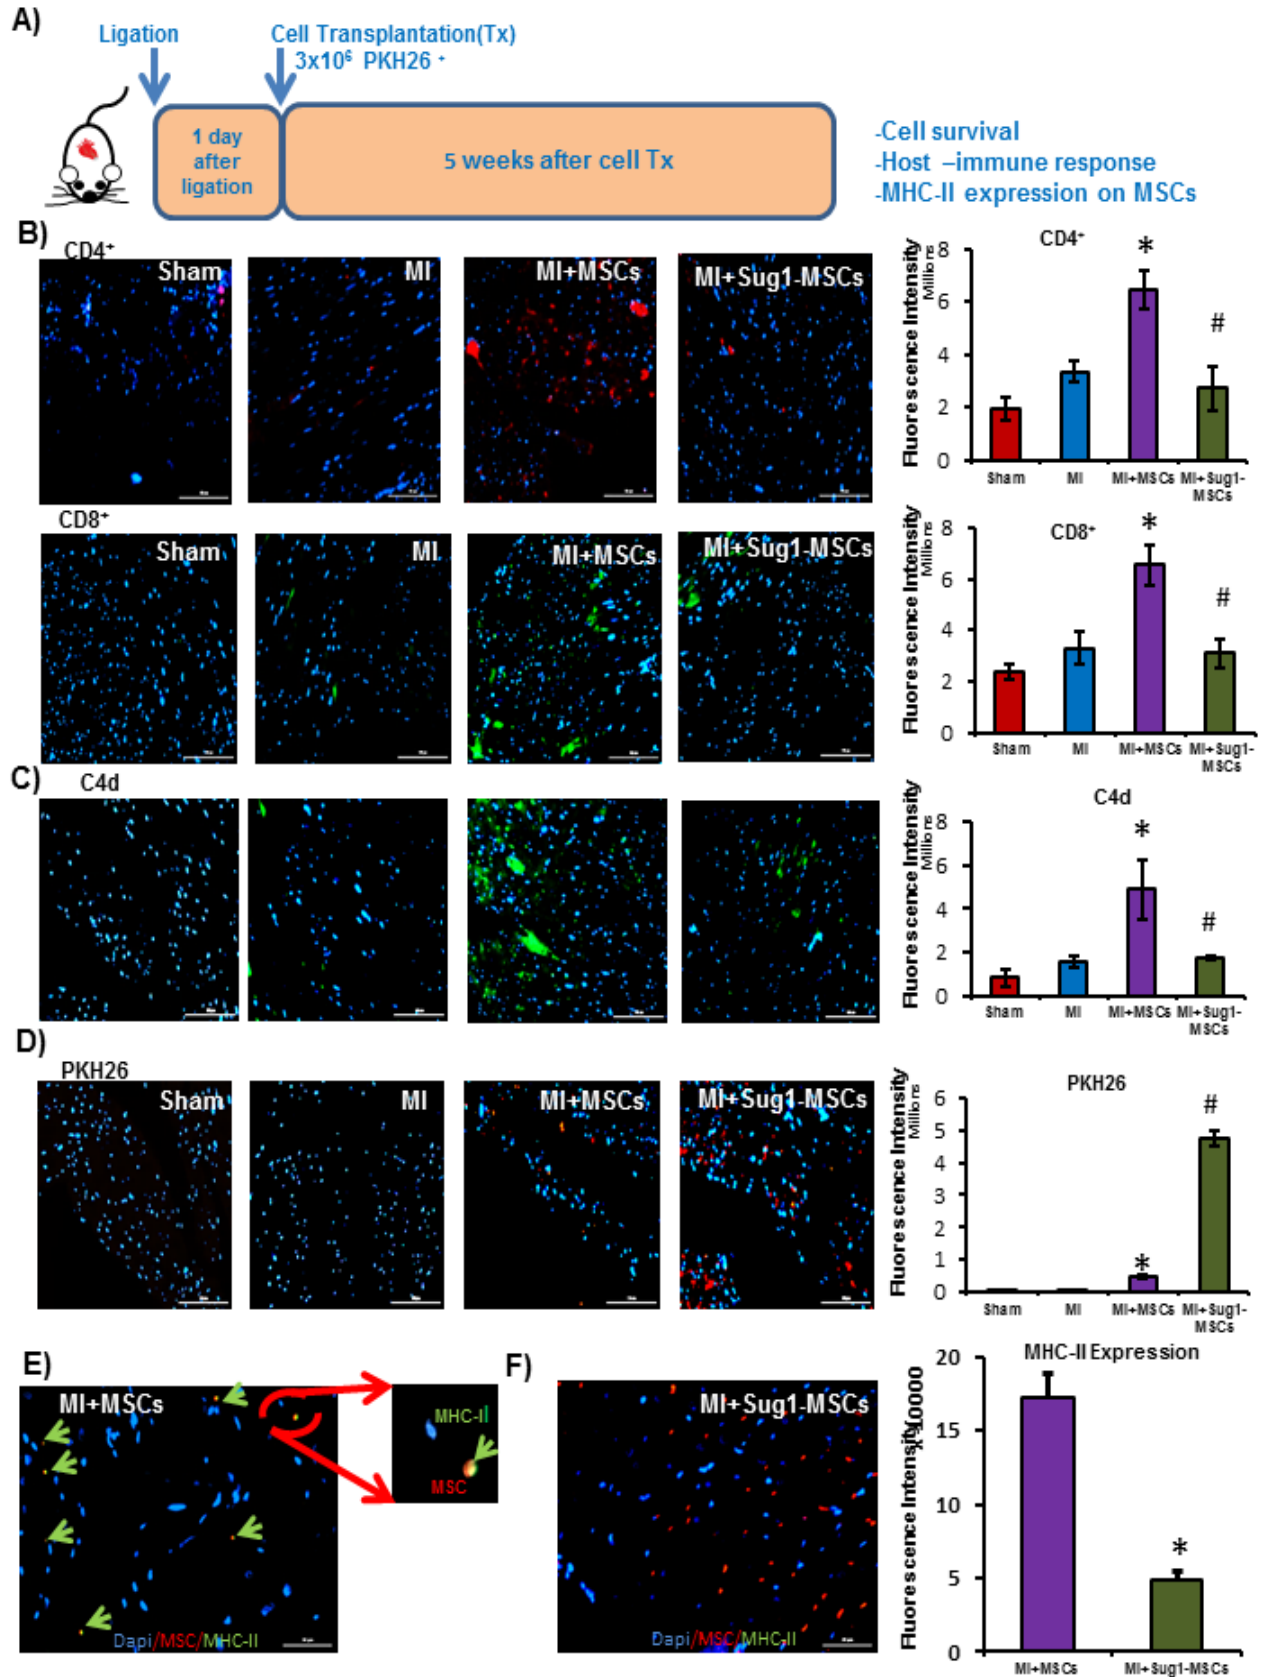 A)
Ligation
Cell Transplantation(Tx)
3x10⁶ PKH26 ⁺
1 day
after
ligation
5 weeks after cell Tx
-Cell survival
-Host –immune response
-MHC-II expression on MSCs
B)
CD4⁺
Sham
MI
MI+MSCs
MI+Sug1-MSCs
CD4⁺
Fluorescence Intensity
Millions
8
6
4
2
0
*
#
Sham
MI
MI+MSCs
MI+Sug1-
MSCs
CD8⁺
Sham
MI
MI+MSCs
MI+Sug1-MSCs
CD8⁺
Fluorescence Intensity
Millions
8
6
4
2
0
*
#
Sham
MI
MI+MSCs
MI+Sug1-
MSCs
C)
C4d
C4d
Fluorescence Intensity
Millions
8
6
4
2
0
*
#
Sham
MI
MI+MSCs
MI+Sug1-
MSCs
D)
PKH26
Sham
MI
MI+MSCs
MI+Sug1-MSCs
PKH26
Fluorescence Intensity
Millions
6
5
4
3
2
1
0
*
#
Sham
MI
MI+MSCs
MI+Sug1-
MSCs
E)
MI+MSCs
MHC-II
MSC
Dapi/MSC/MHC-II
F)
MI+Sug1-MSCs
Dapi/MSC/MHC-II
MHC-II Expression
Fluorescence Intensity
x 10000
20
15
10
5
0
*
MI+MSCs
MI+Sug1-MSCs